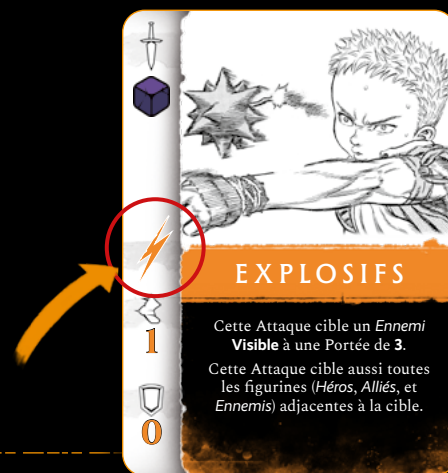 1
0
EXPLOSIFS
Cette Attaque cible un Ennemi
Visible à une Portée de 3.
Cette Attaque cible aussi toutes
les figurines (Héros, Alliés, et
Ennemis) adjacentes à la cible.